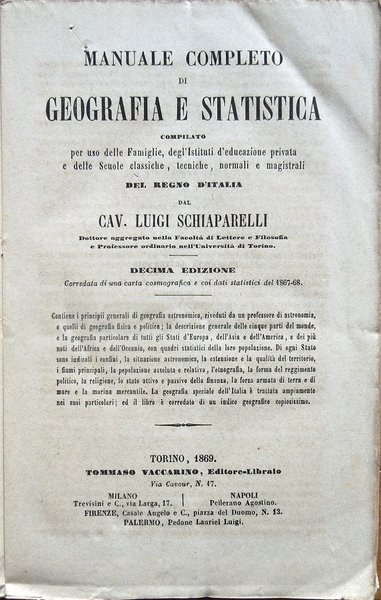 MANUALE COMPLETO
DI
GEOGRAFIA E STATISTICA
COMPILATO
per uso delle Famiglie, degl'Istituti d'educazione privata
e delle Scuole classiche, tecniche, normali e magistrali
DEL REGNO D'ITALIA
DAL
CAV. LUIGI SCHIAPARELLI
Dottore aggregato nella Facoltà di Lettere e Filosofia
e Professore ordinario nell'Università di Torino.
DECIMA EDIZIONE
Corredata di una carta cosmografica e coi dati statistici del 1867-68.
Contiene i principii generali di geografia astronomica, riveduti da un professore di astronomia,
e quelli di geografia fisica e politica; la descrizione generale delle cinque parti del mondo,
e la geografia particolare di tutti gli Stati d'Europa, dell'Asia e dell'America, e dei più
noti dell'Africa e dell'Oceania, con quadri statistici della loro popolazione. Di ogni Stato
sono indicati i confini, la situazione astronomica, la estensione e la qualità del territorio,
i fiumi principali, la popolazione assoluta e relativa, l'etnografia, la forma del reggimento
politico, la religione, lo stato attivo e passivo della finanza, la forza armata di terra e di
mare e la marina mercantile. La geografia speciale dell'Italia è trattata ampiamente
nei suoi particolari; ed il libro è corredato di un indice geografico copiosissimo.
TORINO, 1869.
TOMMASO VACCARINO, Editore-Libraio
Via Cavour, N. 17.
MILANO
Trevisini e C., via Larga, 17.
NAPOLI
Pellerano Agostino.
FIRENZE, Casale Angelo e C., piazza del Duomo, N. 13.
PALERMO, Pedone Lauriel Luigi.